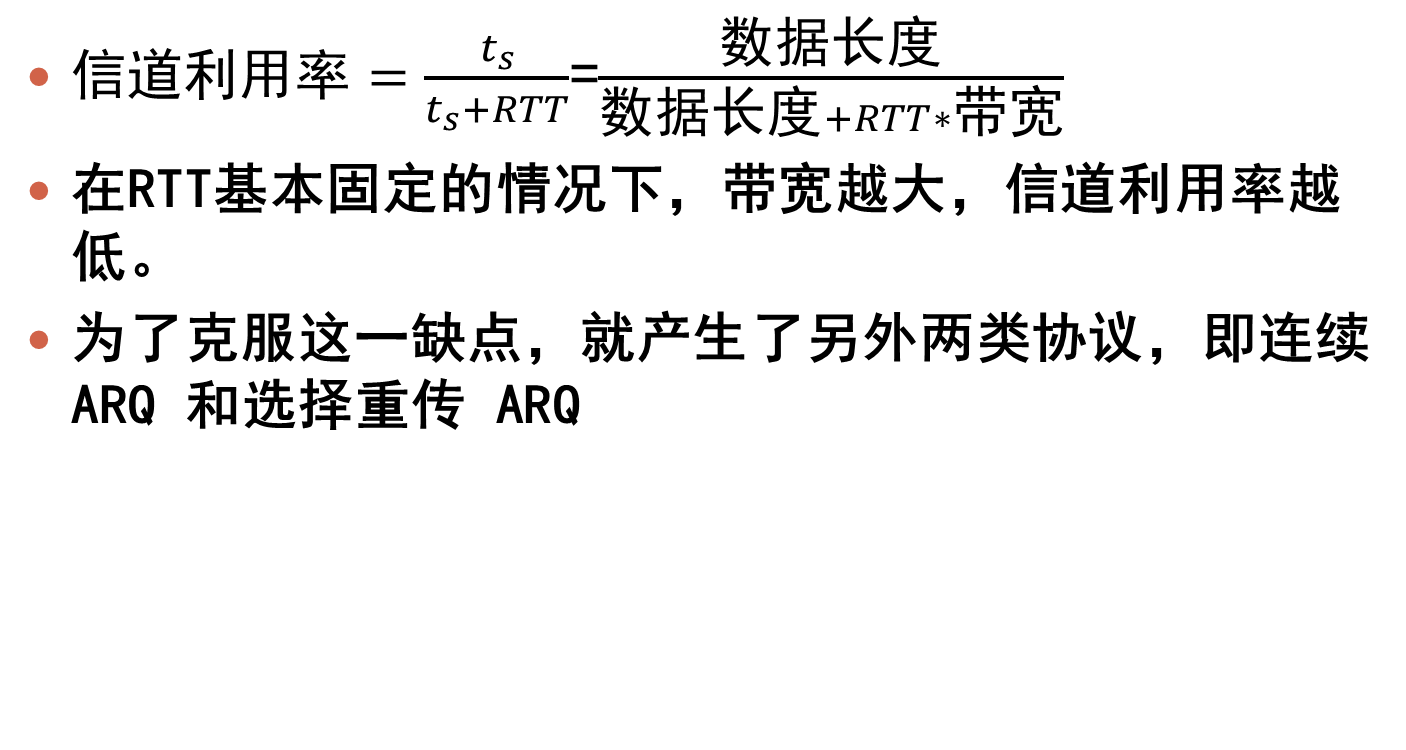 • 信道利用率 = t_s / (t_s+RTT) = 数据长度 / (数据长度+RTT*带宽)
• 在RTT基本固定的情况下，带宽越大，信道利用率越
低。
• 为了克服这一缺点，就产生了另外两类协议，即连续
ARQ 和选择重传 ARQ